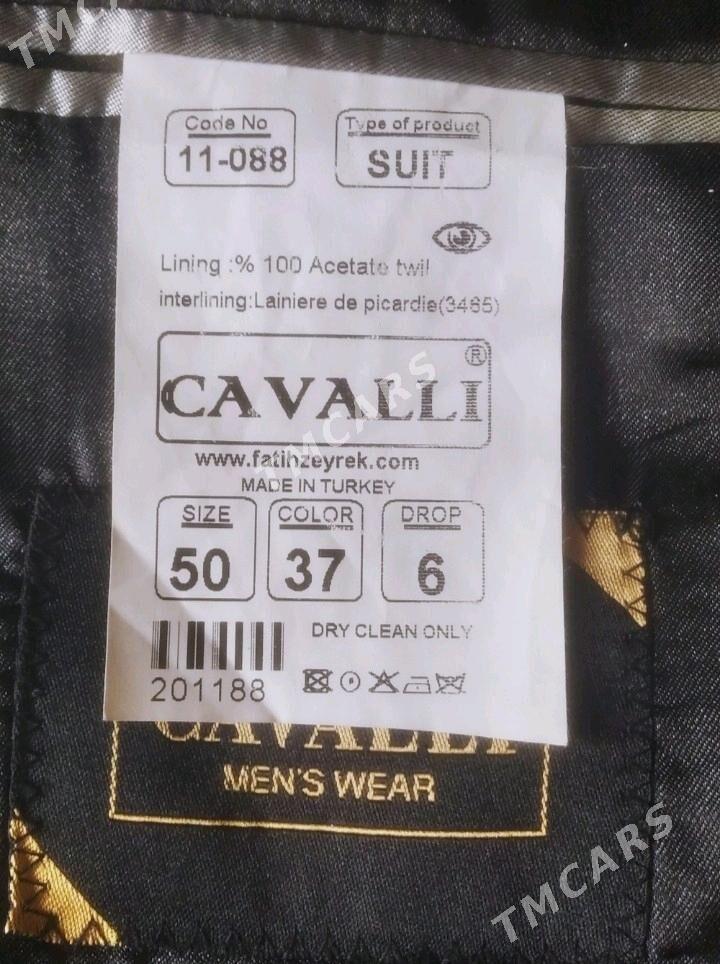 TMCARS
Code No
11-088
Type of product
SUIT
Lining :% 100 Acetate twil
interlining:Lainiere de picardie(3465)
CAVALLI®
www.fatihzeyrek.com
MADE IN TURKEY
SIZE
50
COLOR
37
DROP
6
DRY CLEAN ONLY
201188
CAVALLI
MEN'S WEAR
TMCARS
TMCARS